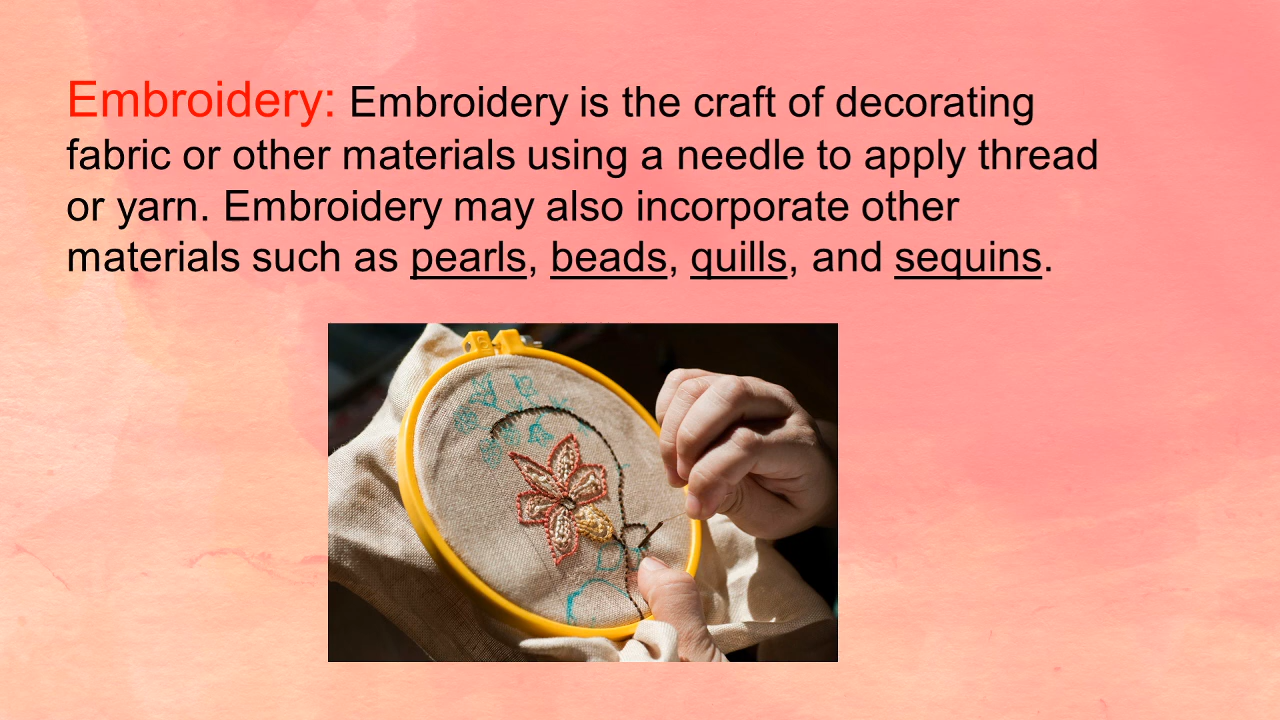 Embroidery: Embroidery is the craft of decorating
fabric or other materials using a needle to apply thread
or yarn. Embroidery may also incorporate other
materials such as pearls, beads, quills, and sequins.